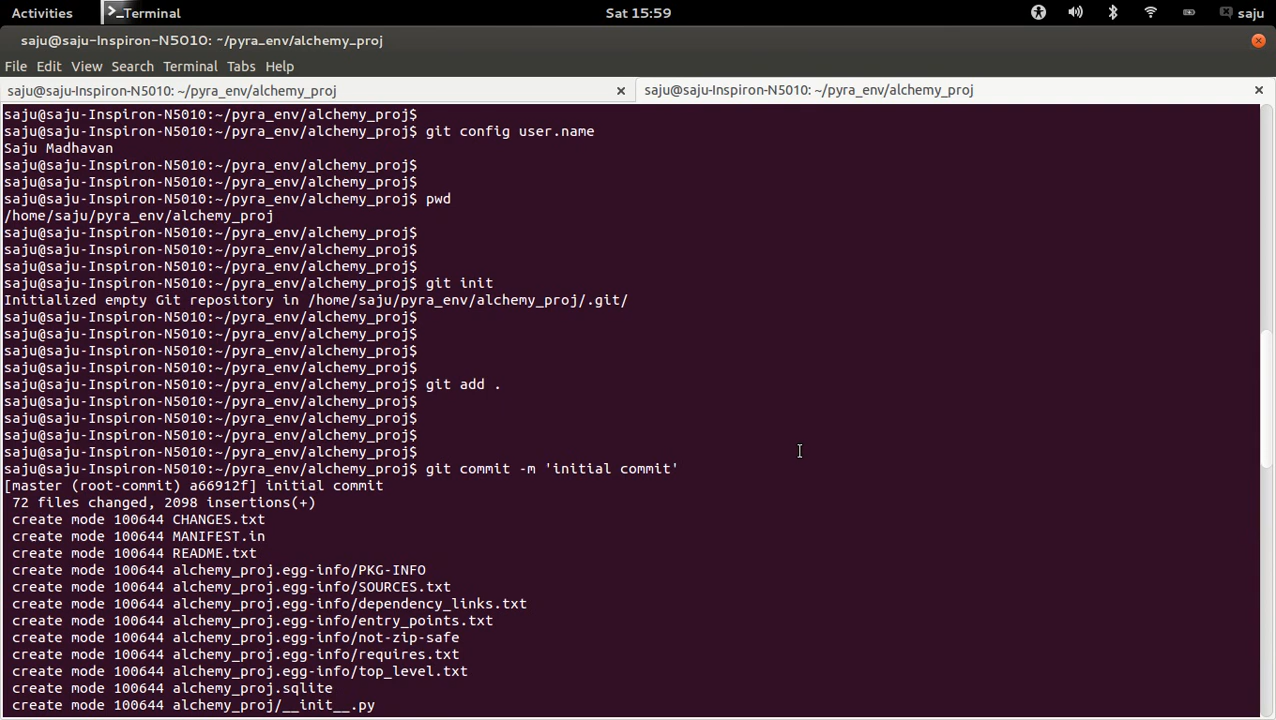 Activities Terminal Sat 15:59 saju
saju@saju-Inspiron-N5010: ~/pyra_env/alchemy_proj
File Edit View Search Terminal Tabs Help
saju@saju-Inspiron-N5010: ~/pyra_env/alchemy_proj saju@saju-Inspiron-N5010: ~/pyra_env/alchemy_proj
saju@saju-Inspiron-N5010:~/pyra_env/alchemy_proj$
saju@saju-Inspiron-N5010:~/pyra_env/alchemy_proj$ git config user.name
Saju Madhavan
saju@saju-Inspiron-N5010:~/pyra_env/alchemy_proj$
saju@saju-Inspiron-N5010:~/pyra_env/alchemy_proj$
saju@saju-Inspiron-N5010:~/pyra_env/alchemy_proj$ pwd
/home/saju/pyra_env/alchemy_proj
saju@saju-Inspiron-N5010:~/pyra_env/alchemy_proj$
saju@saju-Inspiron-N5010:~/pyra_env/alchemy_proj$
saju@saju-Inspiron-N5010:~/pyra_env/alchemy_proj$
saju@saju-Inspiron-N5010:~/pyra_env/alchemy_proj$ git init
Initialized empty Git repository in /home/saju/pyra_env/alchemy_proj/.git/
saju@saju-Inspiron-N5010:~/pyra_env/alchemy_proj$
saju@saju-Inspiron-N5010:~/pyra_env/alchemy_proj$
saju@saju-Inspiron-N5010:~/pyra_env/alchemy_proj$
saju@saju-Inspiron-N5010:~/pyra_env/alchemy_proj$
saju@saju-Inspiron-N5010:~/pyra_env/alchemy_proj$ git add .
saju@saju-Inspiron-N5010:~/pyra_env/alchemy_proj$
saju@saju-Inspiron-N5010:~/pyra_env/alchemy_proj$
saju@saju-Inspiron-N5010:~/pyra_env/alchemy_proj$
saju@saju-Inspiron-N5010:~/pyra_env/alchemy_proj$
saju@saju-Inspiron-N5010:~/pyra_env/alchemy_proj$ git commit -m 'initial commit'
[master (root-commit) a66912f] initial commit
 72 files changed, 2098 insertions(+)
 create mode 100644 CHANGES.txt
 create mode 100644 MANIFEST.in
 create mode 100644 README.txt
 create mode 100644 alchemy_proj.egg-info/PKG-INFO
 create mode 100644 alchemy_proj.egg-info/SOURCES.txt
 create mode 100644 alchemy_proj.egg-info/dependency_links.txt
 create mode 100644 alchemy_proj.egg-info/entry_points.txt
 create mode 100644 alchemy_proj.egg-info/not-zip-safe
 create mode 100644 alchemy_proj.egg-info/requires.txt
 create mode 100644 alchemy_proj.egg-info/top_level.txt
 create mode 100644 alchemy_proj.sqlite
 create mode 100644 alchemy_proj/__init__.py